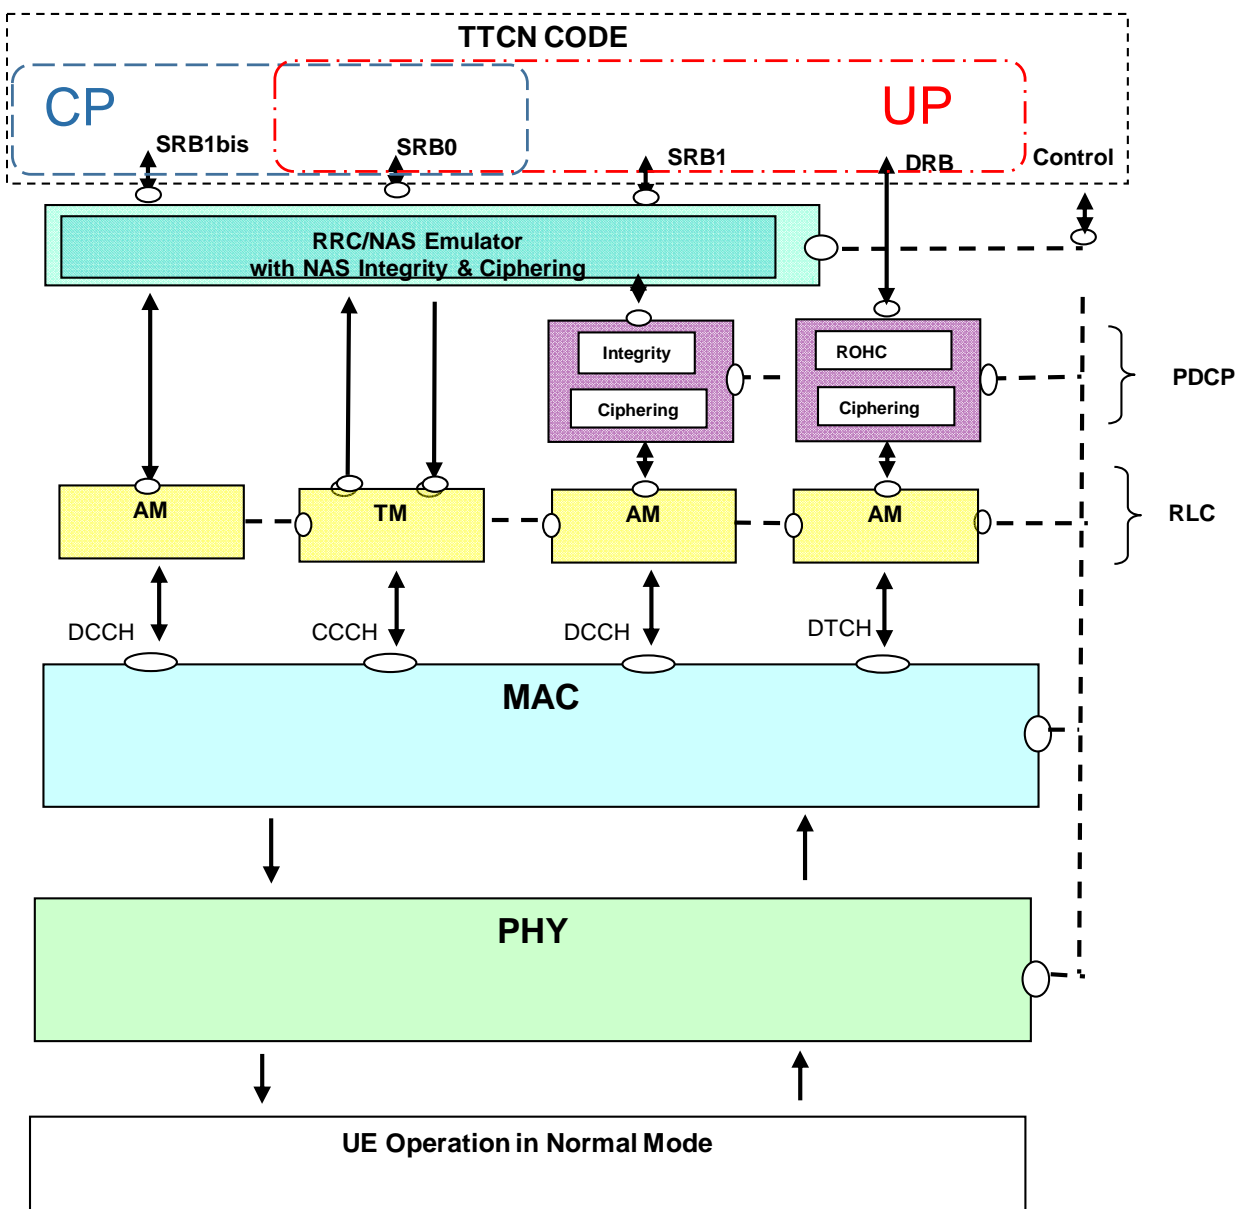 TTCN CODE
CP
UP
SRB1bis
SRB0
SRB1
DRB
Control
RRC/NAS Emulator
with NAS Integrity & Ciphering
Integrity
Ciphering
ROHC
Ciphering
PDCP
AM
TM
AM
AM
RLC
DCCH
CCCH
DCCH
DTCH
MAC
PHY
UE Operation in Normal Mode